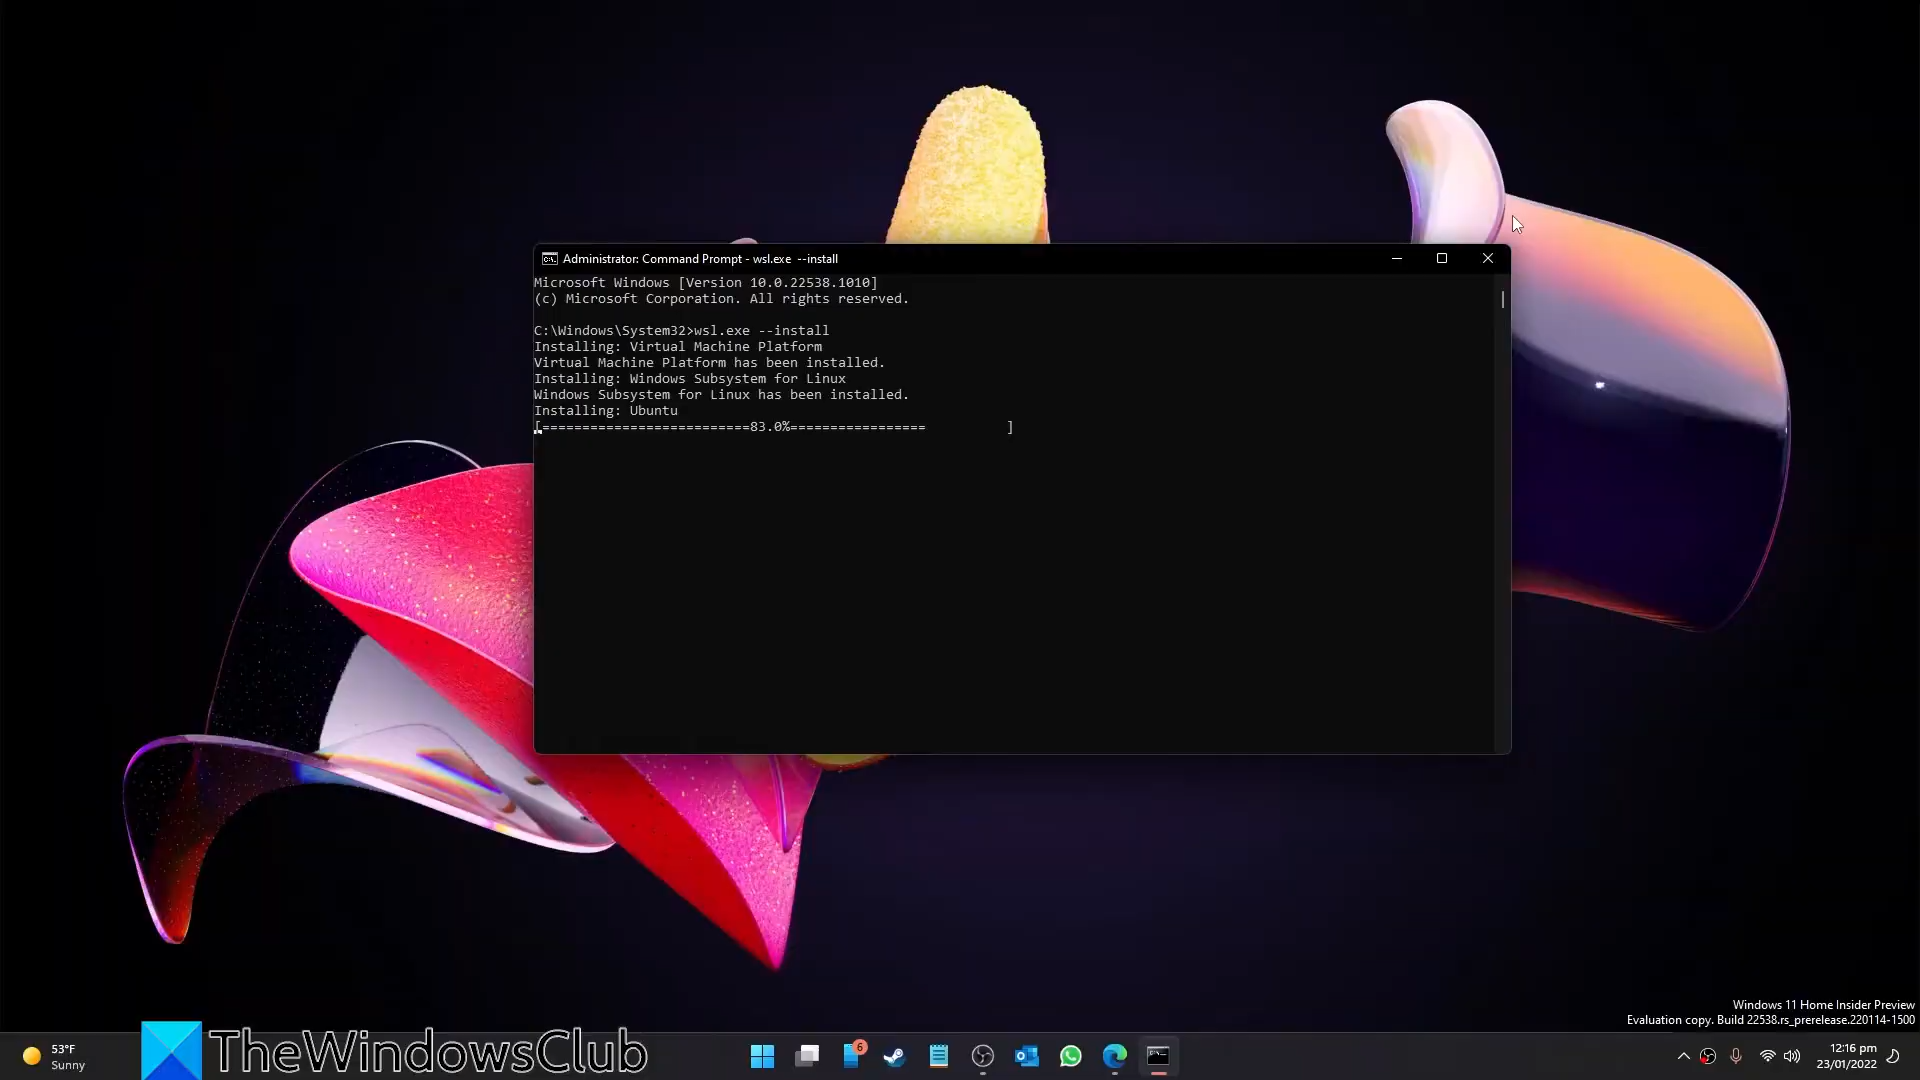 Administrator: Command Prompt - wsl.exe --install
Microsoft Windows [Version 10.0.22538.1010]
(c) Microsoft Corporation. All rights reserved.
C:\Windows\System32>wsl.exe --install
Installing: Virtual Machine Platform
Virtual Machine Platform has been installed.
Installing: Windows Subsystem for Linux
Windows Subsystem for Linux has been installed.
Installing: Ubuntu
[==========================83.0%=================          ]
Windows 11 Home Insider Preview
Evaluation copy. Build 22538.rs_prerelease.220114-1500
53°F
Sunny
TheWindowsClub
6
12:16 pm
23/01/2022